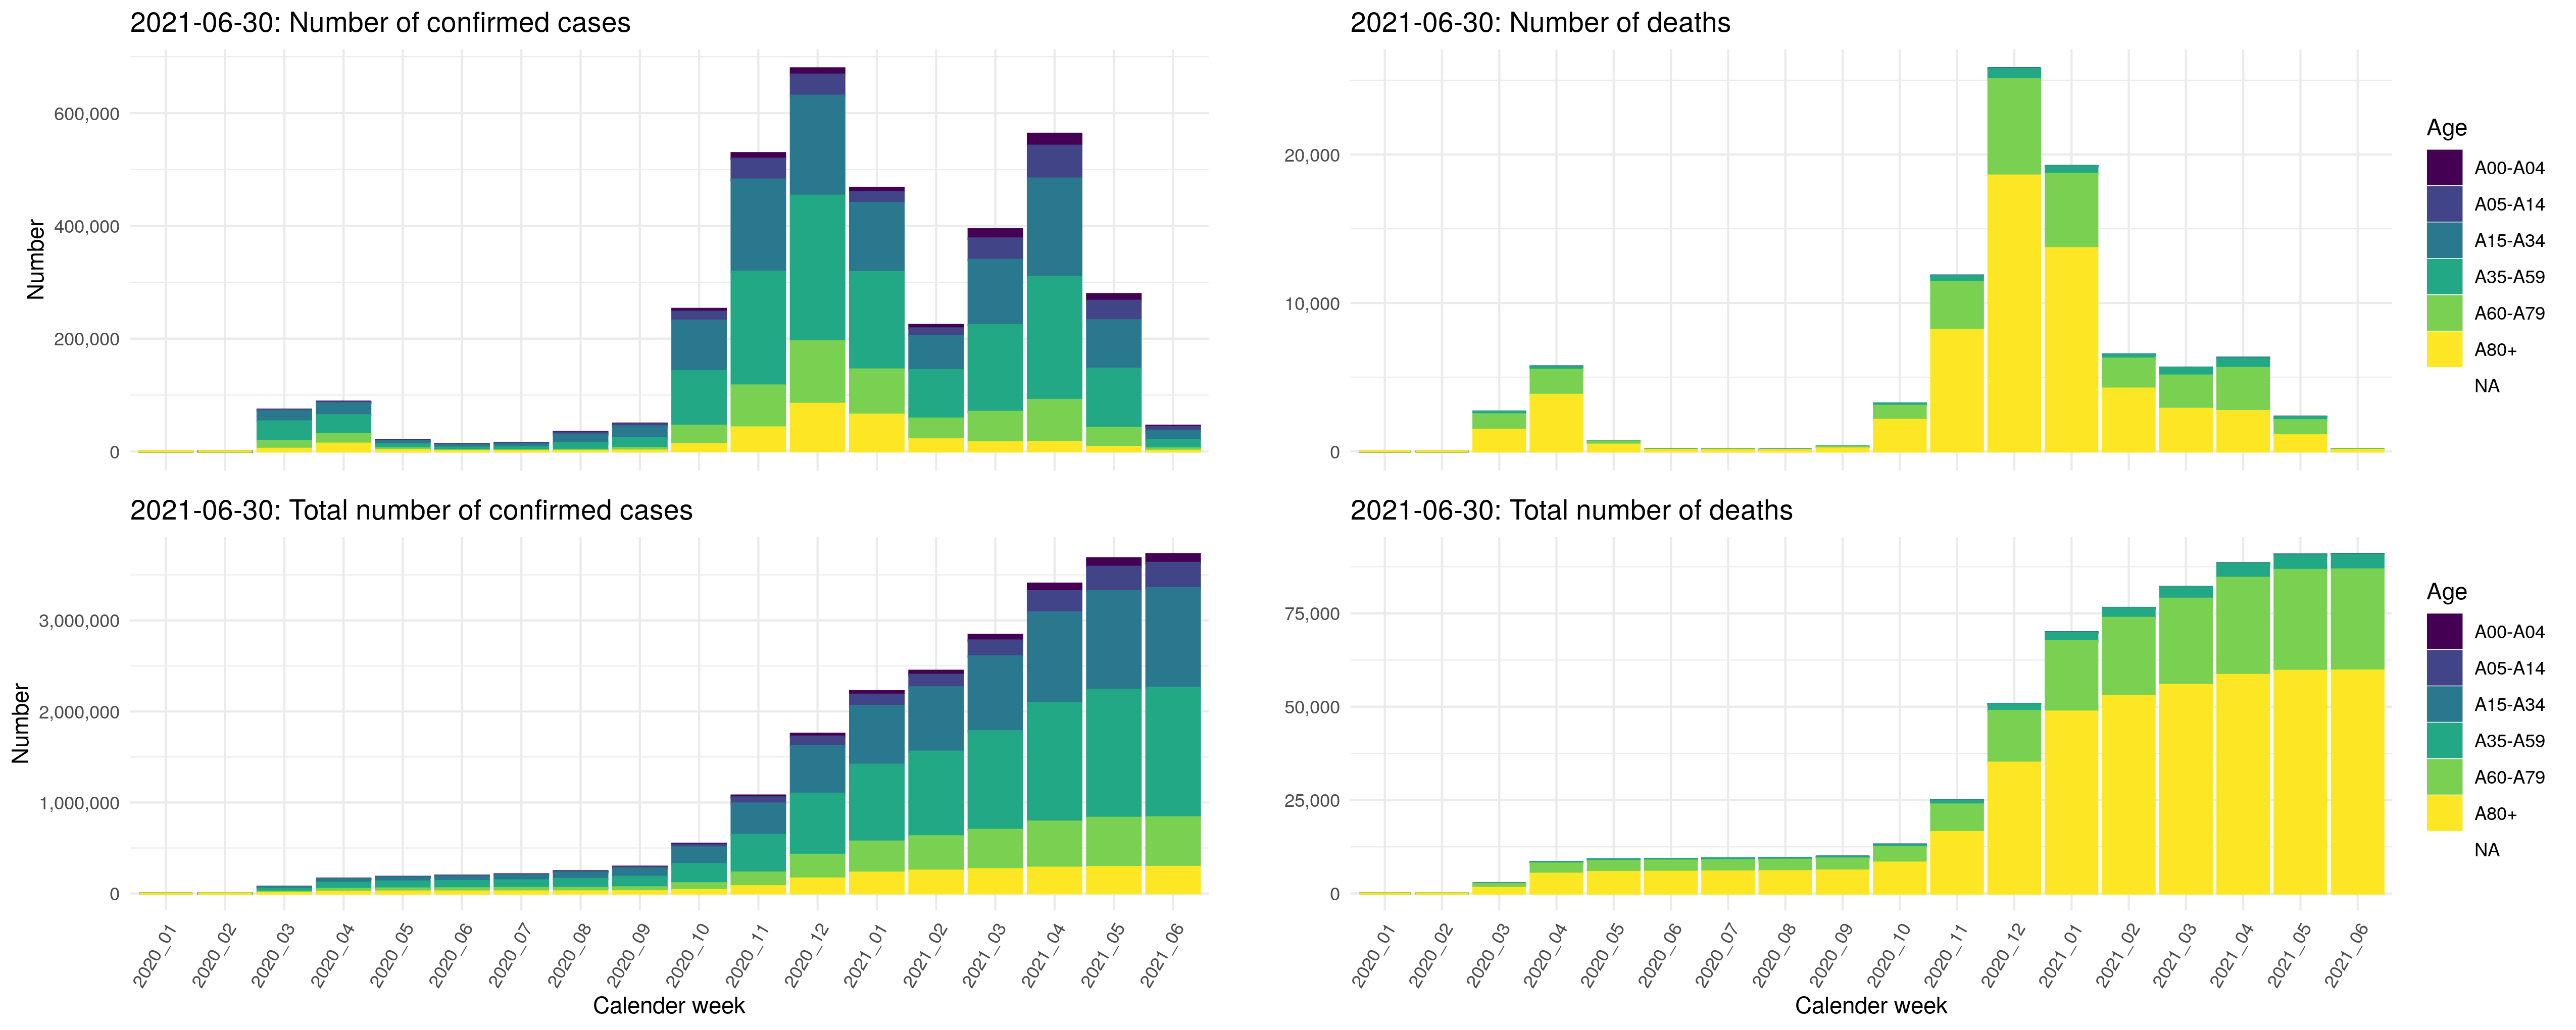 2021-06-30: Number of confirmed cases
Number
600,000
400,000
200,000
0
2021-06-30: Number of deaths
20,000
10,000
0
Age
A00-A04
A05-A14
A15-A34
A35-A59
A60-A79
A80+
NA
2021-06-30: Total number of confirmed cases
Number
3,000,000
2,000,000
1,000,000
0
2020_01
2020_02
2020_03
2020_04
2020_05
2020_06
2020_07
2020_08
2020_09
2020_10
2020_11
2020_12
2021_01
2021_02
2021_03
2021_04
2021_05
2021_06
Calender week
2021-06-30: Total number of deaths
75,000
50,000
25,000
0
2020_01
2020_02
2020_03
2020_04
2020_05
2020_06
2020_07
2020_08
2020_09
2020_10
2020_11
2020_12
2021_01
2021_02
2021_03
2021_04
2021_05
2021_06
Calender week
Age
A00-A04
A05-A14
A15-A34
A35-A59
A60-A79
A80+
NA